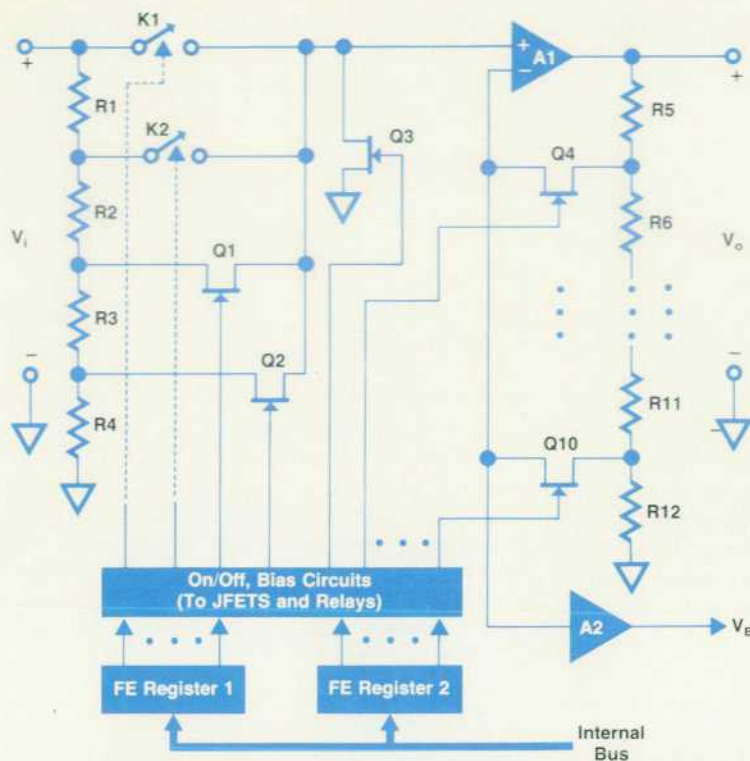 K1
+
R1
K2
R2
Vi
Q1
R3
−
Q2
R4
Q3
+
−
A1
+
R5
Q4
R6
Vo
R11
−
Q10
R12
On/Off, Bias Circuits
(To JFETS and Relays)
A2
FE Register 1
FE Register 2
Internal
Bus